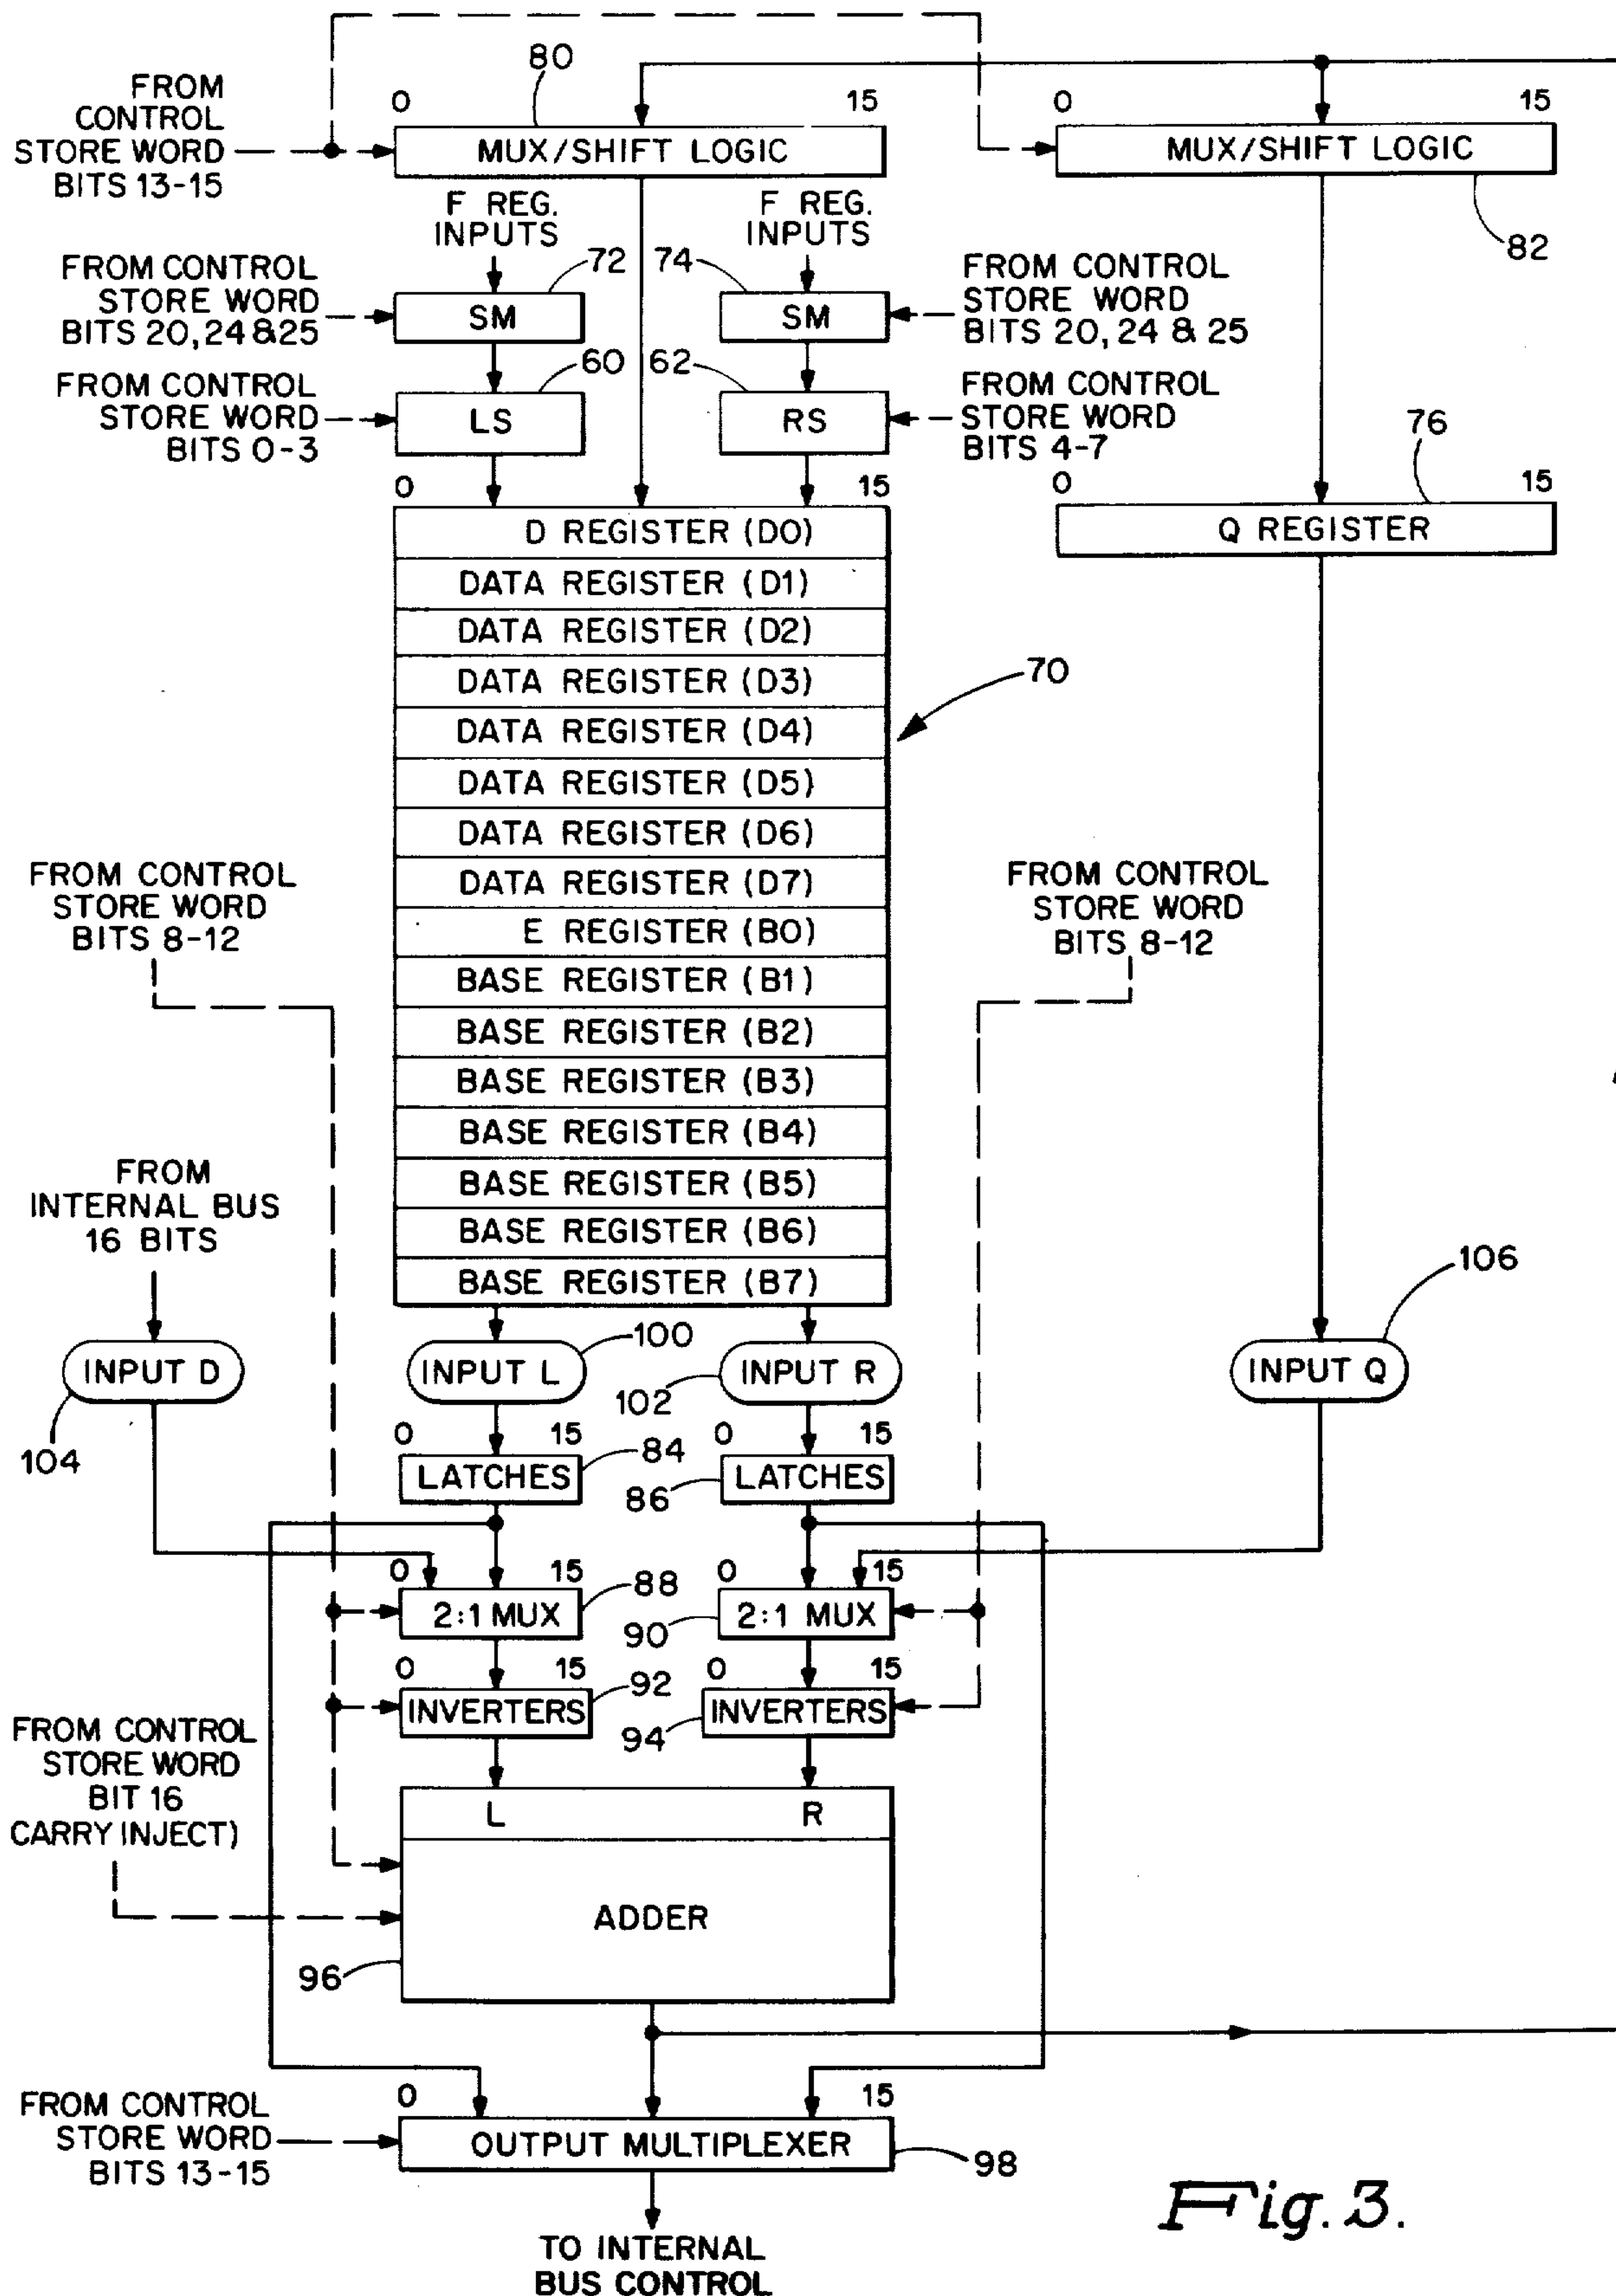 80
FROM
CONTROL
STORE WORD
BITS 13-15
0 15
MUX/SHIFT LOGIC
0 15
MUX/SHIFT LOGIC
82
F REG.
INPUTS
F REG.
INPUTS
FROM CONTROL
STORE WORD
BITS 20, 24 & 25
72
SM
74
SM
FROM CONTROL
STORE WORD
BITS 20, 24 & 25
FROM CONTROL
STORE WORD
BITS 0-3
60
LS
62
RS
FROM CONTROL
STORE WORD
BITS 4-7
76
0 15
Q REGISTER
0 15
D REGISTER (D0)
DATA REGISTER (D1)
DATA REGISTER (D2)
DATA REGISTER (D3)
DATA REGISTER (D4)
DATA REGISTER (D5)
DATA REGISTER (D6)
DATA REGISTER (D7)
E REGISTER (B0)
BASE REGISTER (B1)
BASE REGISTER (B2)
BASE REGISTER (B3)
BASE REGISTER (B4)
BASE REGISTER (B5)
BASE REGISTER (B6)
BASE REGISTER (B7)
70
FROM CONTROL
STORE WORD
BITS 8-12
FROM CONTROL
STORE WORD
BITS 8-12
FROM
INTERNAL BUS
16 BITS
INPUT D
104
INPUT L
100
INPUT R
102
INPUT Q
106
0 15
LATCHES
84
0 15
LATCHES
86
0 15
2:1 MUX
88
0 15
2:1 MUX
90
0 15
INVERTERS
92
0 15
INVERTERS
94
FROM CONTROL
STORE WORD
BIT 16
CARRY INJECT)
L R
ADDER
96
FROM CONTROL
STORE WORD
BITS 13-15
0 15
OUTPUT MULTIPLEXER
98
TO INTERNAL
BUS CONTROL
Fig. 3.